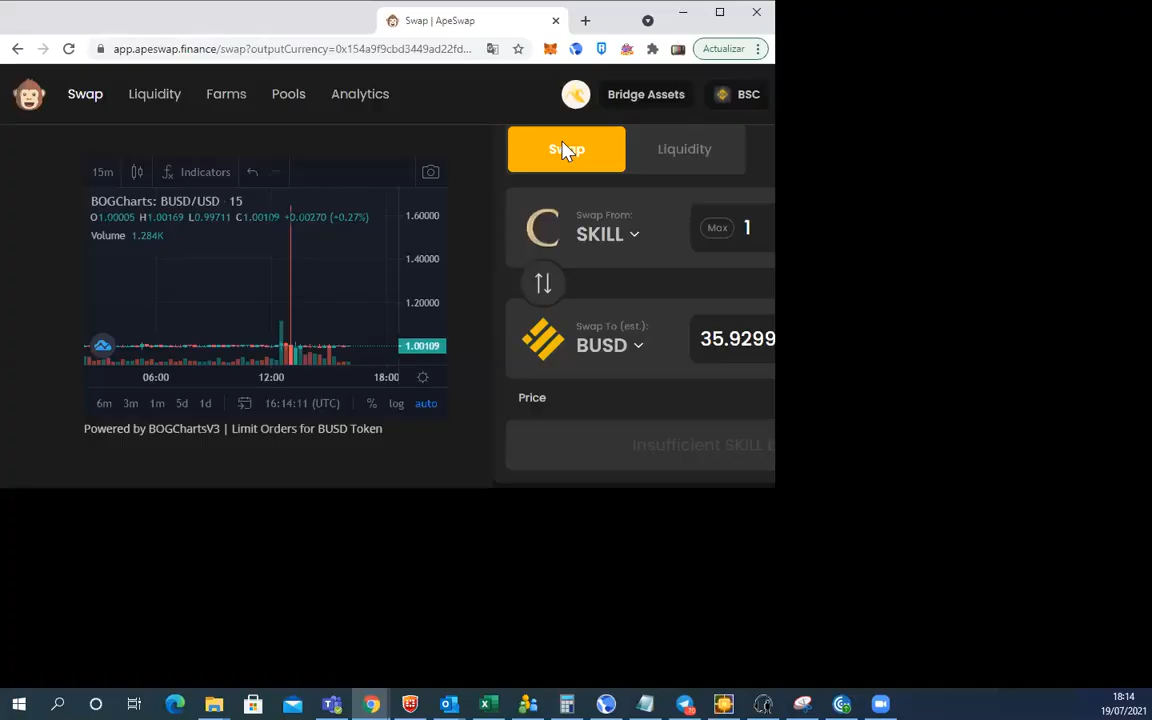 Swap | ApeSwap
app.apeswap.finance/swap?outputCurrency=0x154a9f9cbd3449ad22fd...
Actualizar
Swap
Liquidity
Farms
Pools
Analytics
Bridge Assets
BSC
Swap
Liquidity
15m
Indicators
BOGCharts: BUSD/USD · 15
O1.00005 H1.00169 L0.99711 C1.00109 +0.00270 (+0.27%)
Volume 1.284K
1.60000
1.40000
1.20000
1.00109
06:00
12:00
18:00
6m
3m
1m
5d
1d
16:14:11 (UTC)
%
log
auto
Powered by BOGChartsV3 | Limit Orders for BUSD Token
Swap From:
SKILL
Max
1
Swap To (est.):
BUSD
35.9299
Price
Insufficient SKILL
18:14
19/07/2021